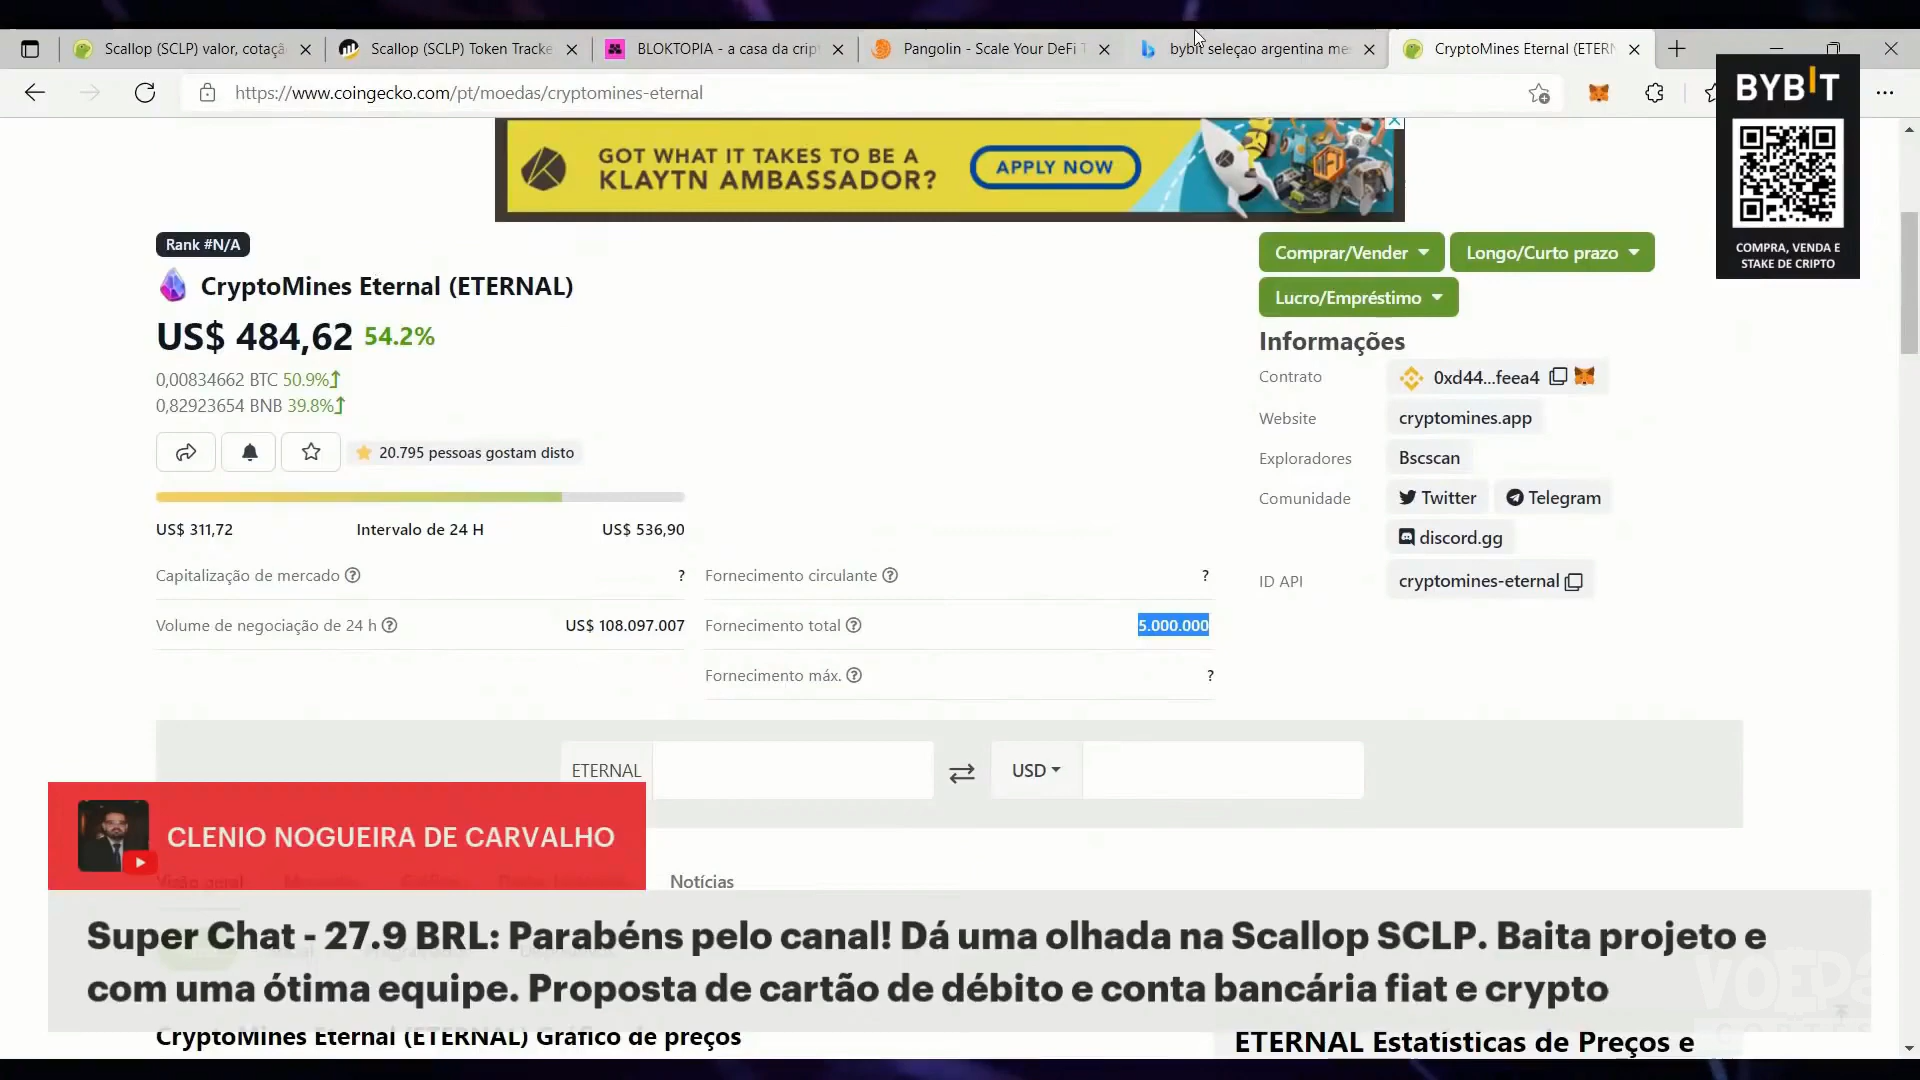 Scallop (SCLP) valor, cotaçã
Scallop (SCLP) Token Tracke
BLOKTOPIA - a casa da crip
Pangolin - Scale Your DeFi T
bybit seleçao argentina me
CryptoMines Eternal (ETERN
https://www.coingecko.com/pt/moedas/cryptomines-eternal
BYBIT
COMPRA, VENDA E
STAKE DE CRIPTO
GOT WHAT IT TAKES TO BE A
KLAYTN AMBASSADOR?
APPLY NOW
NFT
Rank #N/A
CryptoMines Eternal (ETERNAL)
US$ 484,62 54.2%
0,00834662 BTC 50.9%
0,82923654 BNB 39.8%
20.795 pessoas gostam disto
US$ 311,72 Intervalo de 24 H US$ 536,90
Capitalização de mercado ?
Volume de negociação de 24 h US$ 108.097.007
Fornecimento circulante ?
Fornecimento total 5.000.000
Fornecimento máx. ?
Comprar/Vender
Longo/Curto prazo
Lucro/Empréstimo
Informações
Contrato 0xd44...feea4
Website cryptomines.app
Exploradores Bscscan
Comunidade Twitter Telegram
discord.gg
ID API cryptomines-eternal
ETERNAL
USD
CLENIO NOGUEIRA DE CARVALHO
Visão geral
Notícias
Super Chat - 27.9 BRL: Parabéns pelo canal! Dá uma olhada na Scallop SCLP. Baita projeto e
com uma ótima equipe. Proposta de cartão de débito e conta bancária fiat e crypto
CryptoMines Eternal (ETERNAL) Gráfico de preços
ETERNAL Estatísticas de Preços e